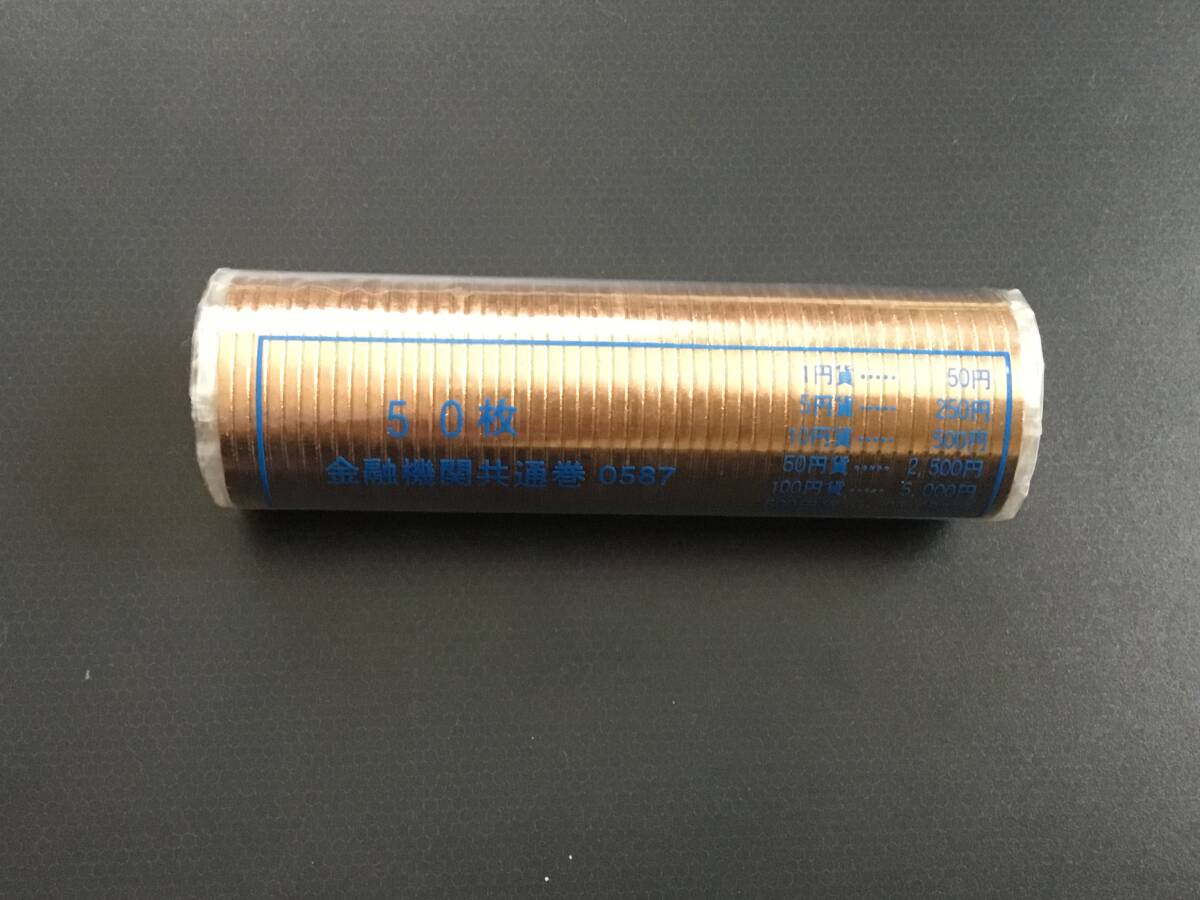 50枚
金融機関共通巻 0587
1円貨 ····· 50円
5円貨 ····· 250円
10円貨 ····· 500円
50円貨 ····· 2,500円
100円貨 ····· 5,000円